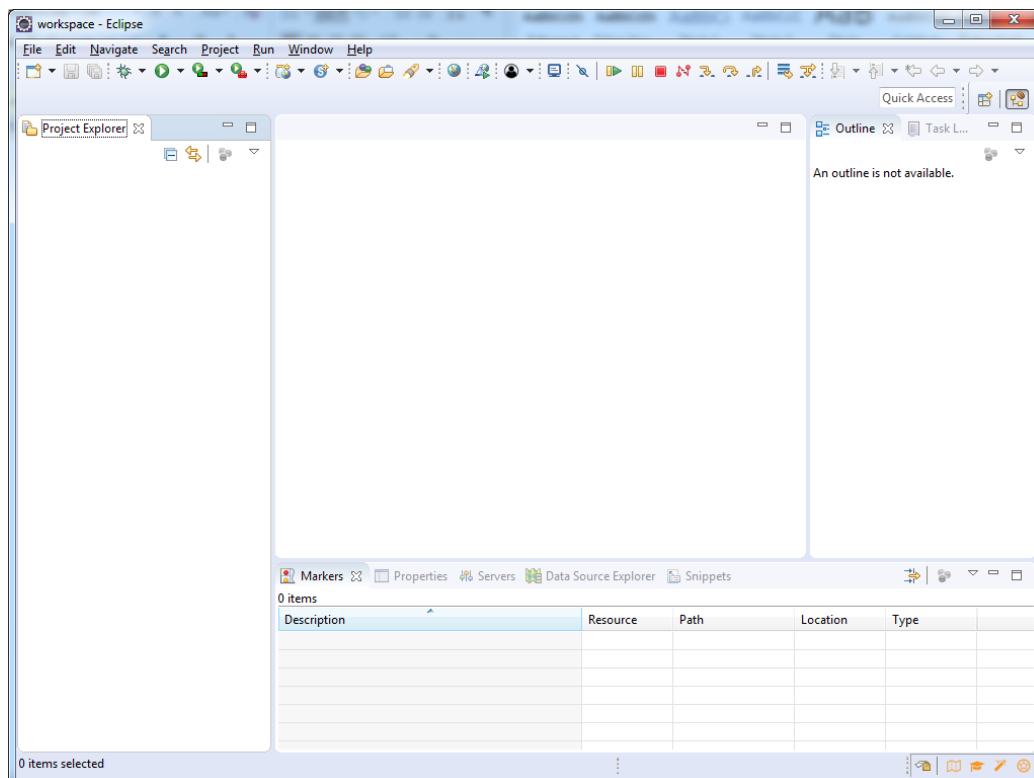 workspace - Eclipse
File Edit Navigate Search Project Run Window Help
Quick Access
Project Explorer
Outline Task L...
An outline is not available.
Markers Properties Servers Data Source Explorer Snippets
0 items
Description Resource Path Location Type
0 items selected